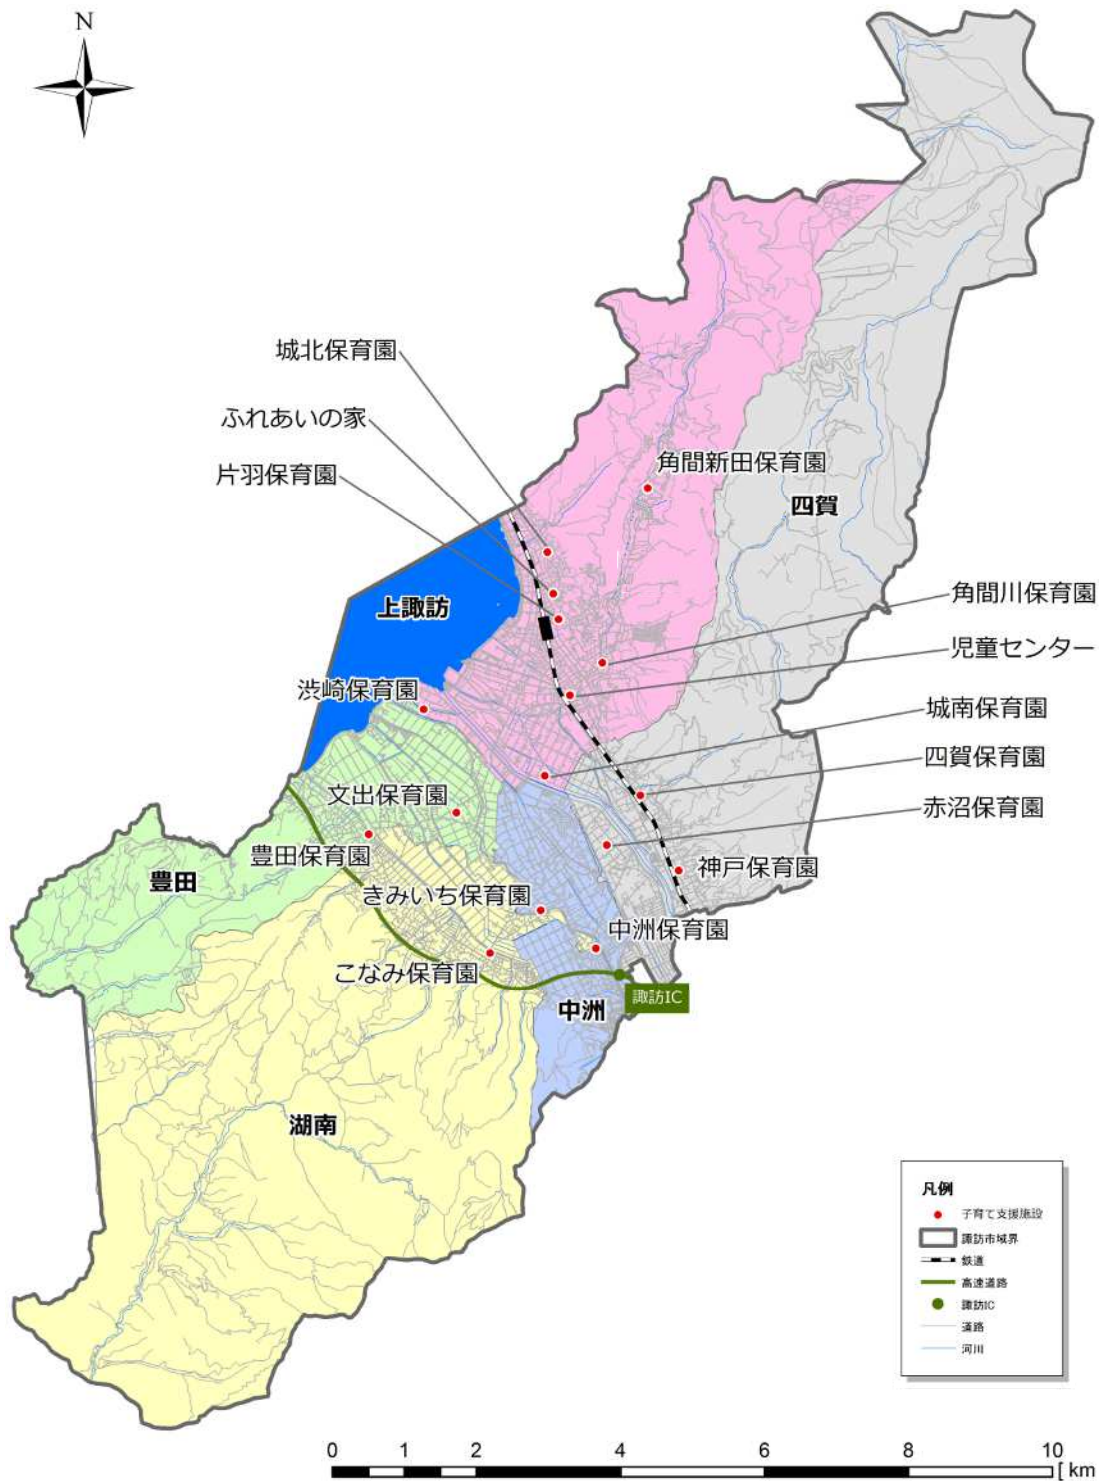 N
城北保育園
ふれあいの家
片羽保育園
角間新田保育園
四賀
角間川保育園
上諏訪
児童センター
渋崎保育園
城南保育園
四賀保育園
文出保育園
赤沼保育園
豊田保育園
神戸保育園
豊田
きみいち保育園
中洲保育園
こなみ保育園
諏訪IC
中洲
湖南
凡例
子育て支援施設
諏訪市域界
鉄道
高速道路
諏訪IC
道路
河川
0 1 2 4 6 8 10
[ km